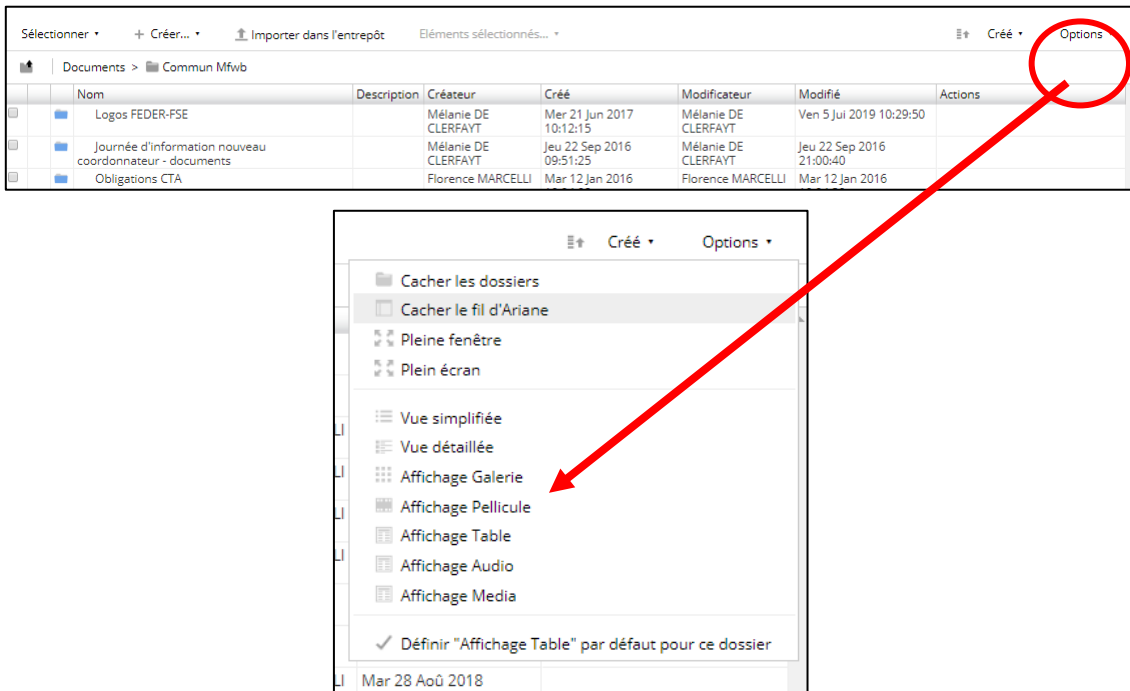 Sélectionner + Créer... Importer dans l'entrepôt Eléments sélectionnés... Créé Options
Documents > Commun Mfwb
Nom Description Créateur Créé Modificateur Modifié Actions
Logos FEDER-FSE Mélanie DE CLERFAYT Mer 21 Jun 2017 10:12:15 Mélanie DE CLERFAYT Ven 5 Jui 2019 10:29:50
Journée d'information nouveau coordonnateur - documents Mélanie DE CLERFAYT Jeu 22 Sep 2016 09:51:25 Mélanie DE CLERFAYT Jeu 22 Sep 2016 21:00:40
Obligations CTA Florence MARCELLI Mar 12 Jan 2016 Florence MARCELLI Mar 12 Jan 2016
Créé Options
Cacher les dossiers
Cacher le fil d'Ariane
Pleine fenêtre
Plein écran
Vue simplifiée
LI
Vue détaillée
LI
Affichage Galerie
Affichage Pellicule
LI
Affichage Table
LI
Affichage Audio
Affichage Media
Définir "Affichage Table" par défaut pour ce dossier
LI Mar 28 Aoû 2018